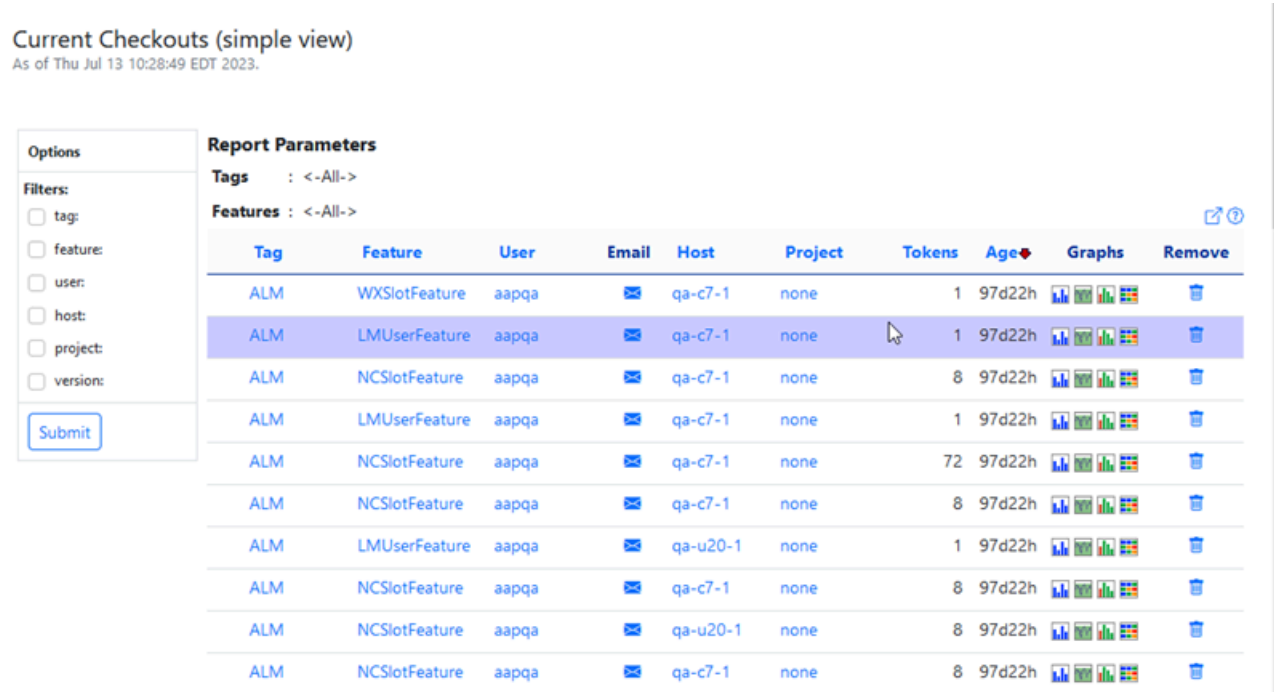 Current Checkouts (simple view)
As of Thu Jul 13 10:28:49 EDT 2023.
Options
Filters:
tag:
feature:
user:
host:
project:
version:
Submit
Report Parameters
Tags : <-All->
Features : <-All->
Tag Feature User Email Host Project Tokens Age Graphs Remove
ALM WXSlotFeature aapqa qa-c7-1 none 1 97d22h
ALM LMUserFeature aapqa qa-c7-1 none 1 97d22h
ALM NCSlotFeature aapqa qa-c7-1 none 8 97d22h
ALM LMUserFeature aapqa qa-c7-1 none 1 97d22h
ALM NCSlotFeature aapqa qa-c7-1 none 72 97d22h
ALM NCSlotFeature aapqa qa-c7-1 none 8 97d22h
ALM LMUserFeature aapqa qa-u20-1 none 1 97d22h
ALM NCSlotFeature aapqa qa-c7-1 none 8 97d22h
ALM NCSlotFeature aapqa qa-u20-1 none 8 97d22h
ALM NCSlotFeature aapqa qa-c7-1 none 8 97d22h